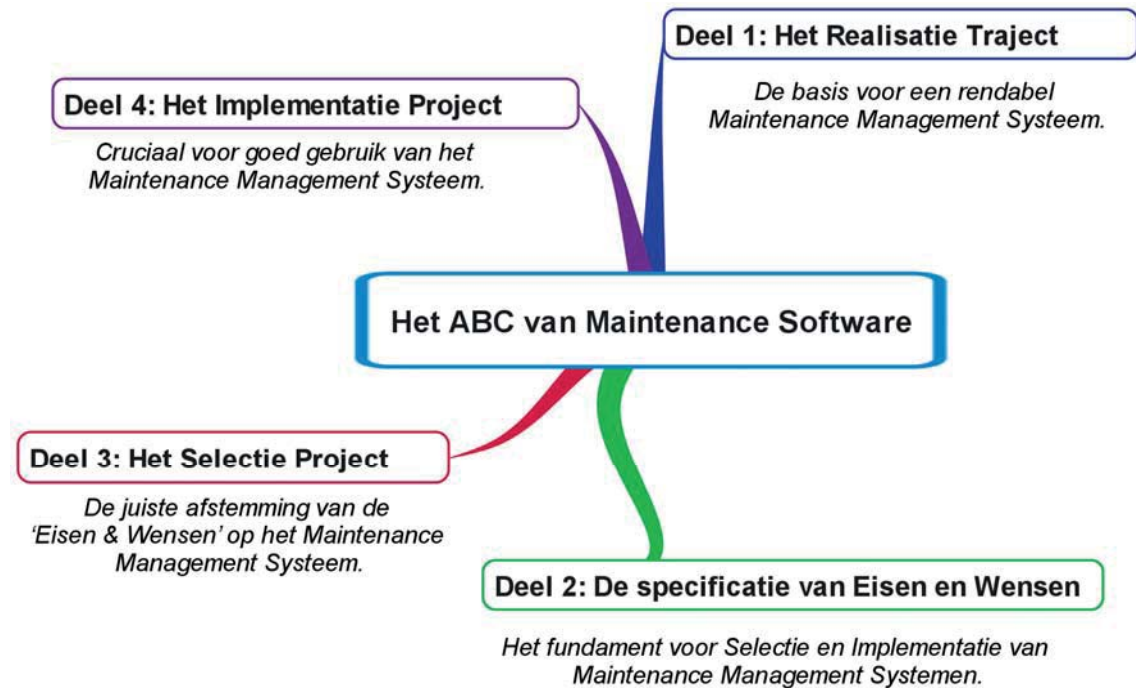 Deel 1: Het Realisatie Traject
De basis voor een rendabel
Maintenance Management Systeem.
Deel 4: Het Implementatie Project
Cruciaal voor goed gebruik van het
Maintenance Management Systeem.
Het ABC van Maintenance Software
Deel 3: Het Selectie Project
De juiste afstemming van de
‘Eisen & Wensen’ op het Maintenance
Management Systeem.
Deel 2: De specificatie van Eisen en Wensen
Het fundament voor Selectie en Implementatie van
Maintenance Management Systemen.